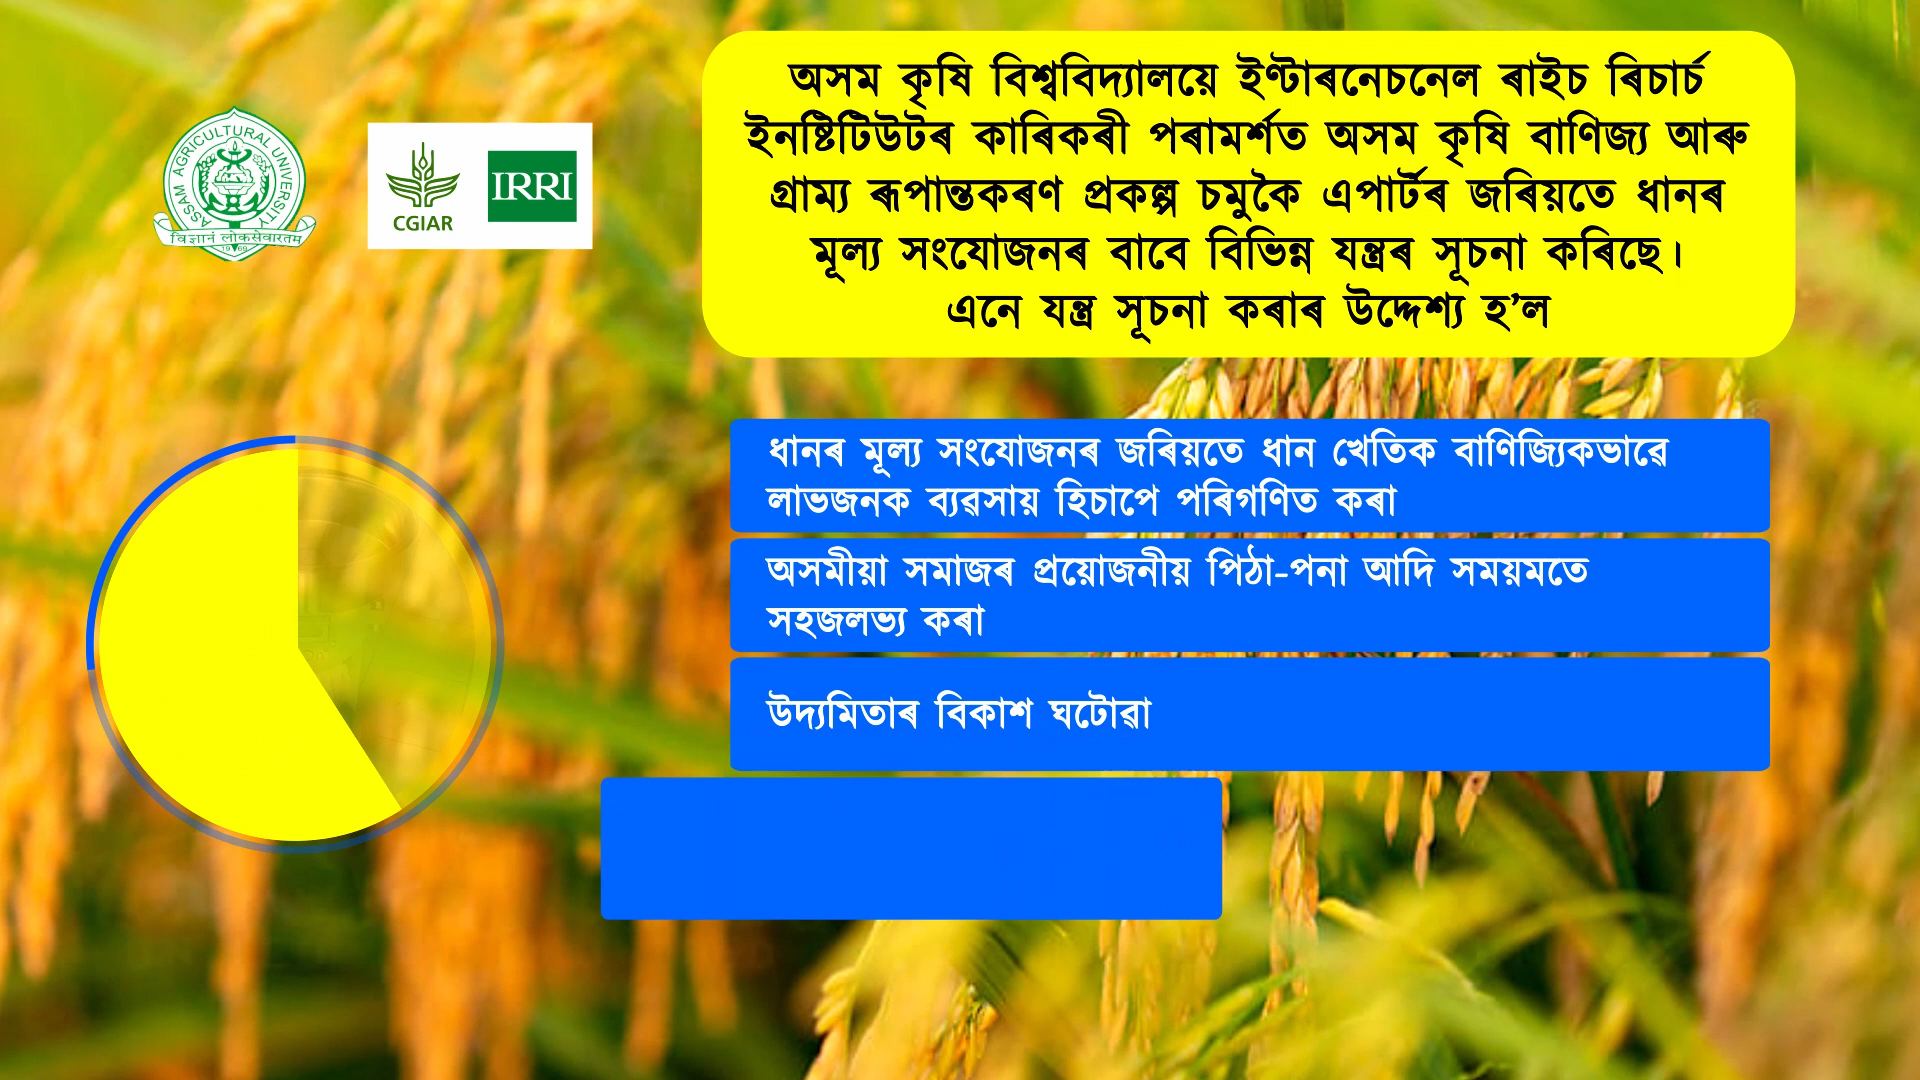 অসম কৃষি বিশ্ববিদ্যালয়ে ইণ্টাৰনেচনেল ৰাইচ ৰিচাৰ্চ
ইনষ্টিটিউটৰ কাৰিকৰী পৰামৰ্শত অসম কৃষি বাণিজ্য আৰু
গ্ৰাম্য ৰূপান্তকৰণ প্ৰকল্প চমুকৈ এপাৰ্টৰ জৰিয়তে ধানৰ
মূল্য সংযোজনৰ বাবে বিভিন্ন যন্ত্ৰৰ সূচনা কৰিছে।
এনে যন্ত্ৰ সূচনা কৰাৰ উদ্দেশ্য হ’ল
ASSAM AGRICULTURAL UNIVERSITY
विज्ञानं लोकसेवारतम्
1969
CGIAR
IRRI
ধানৰ মূল্য সংযোজনৰ জৰিয়তে ধান খেতিক বাণিজ্যিকভাৱে
লাভজনক ব্যৱসায় হিচাপে পৰিগণিত কৰা
অসমীয়া সমাজৰ প্ৰয়োজনীয় পিঠা-পনা আদি সময়মতে
সহজলভ্য কৰা
উদ্যমিতাৰ বিকাশ ঘটোৱা